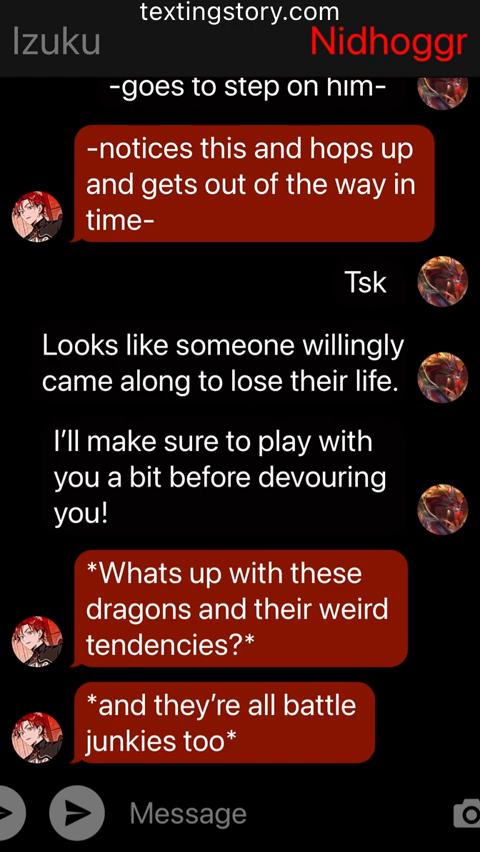 textingstory.com
Izuku
Nidhoggr
-goes to step on him-
-notices this and hops up
and gets out of the way in
time-
Tsk
Looks like someone willingly
came along to lose their life.
I’ll make sure to play with
you a bit before devouring
you!
*Whats up with these
dragons and their weird
tendencies?*
*and they’re all battle
junkies too*
Message